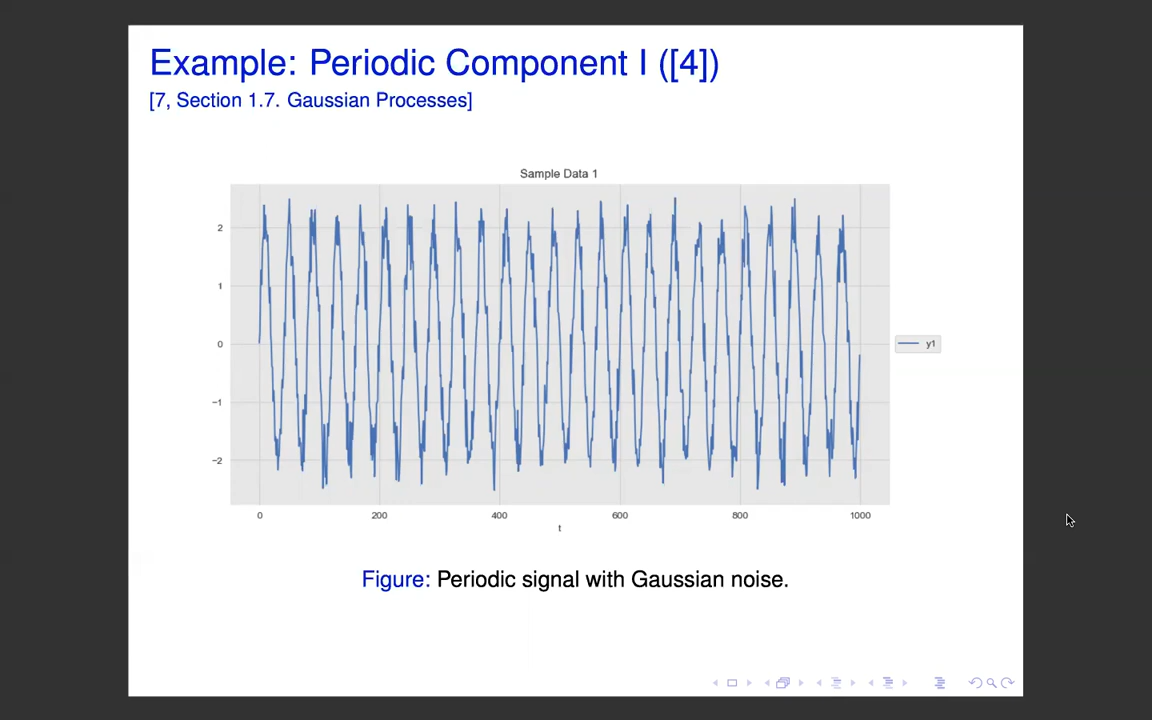 Example: Periodic Component I ([4])
[7, Section 1.7. Gaussian Processes]
Sample Data 1
2
1
0
−1
−2
y1
0 200 400 600 800 1000
t
Figure: Periodic signal with Gaussian noise.